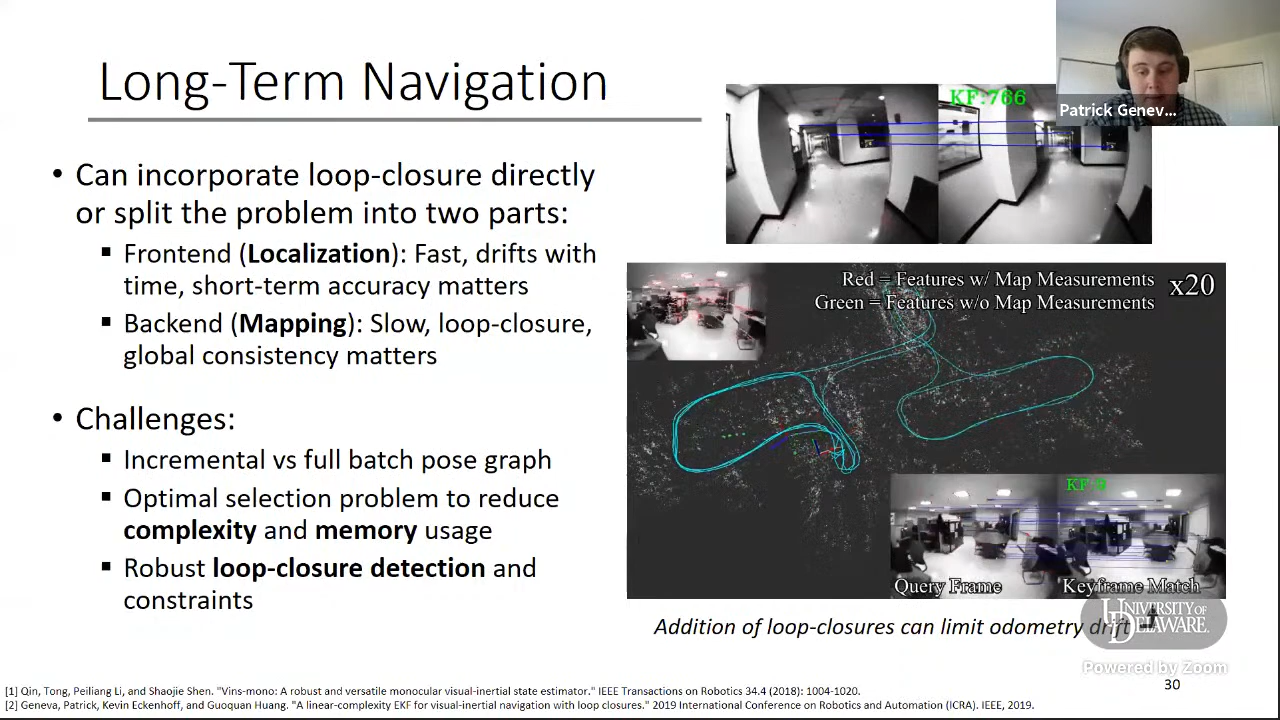 Long-Term Navigation
Patrick Genev...
KF:766
• Can incorporate loop-closure directly
or split the problem into two parts:
▪ Frontend (Localization): Fast, drifts with
time, short-term accuracy matters
▪ Backend (Mapping): Slow, loop-closure,
global consistency matters
• Challenges:
▪ Incremental vs full batch pose graph
▪ Optimal selection problem to reduce
complexity and memory usage
▪ Robust loop-closure detection and
constraints
Red = Features w/ Map Measurements
Green = Features w/o Map Measurements
x20
Query Frame
Keyframe Match
Addition of loop-closures can limit odometry drift
UNIVERSITY OF
DELAWARE.
Powered by Zoom
30
[1] Qin, Tong, Peiliang Li, and Shaojie Shen. "Vins-mono: A robust and versatile monocular visual-inertial state estimator." IEEE Transactions on Robotics 34.4 (2018): 1004-1020.
[2] Geneva, Patrick, Kevin Eckenhoff, and Guoquan Huang. "A linear-complexity EKF for visual-inertial navigation with loop closures." 2019 International Conference on Robotics and Automation (ICRA). IEEE, 2019.